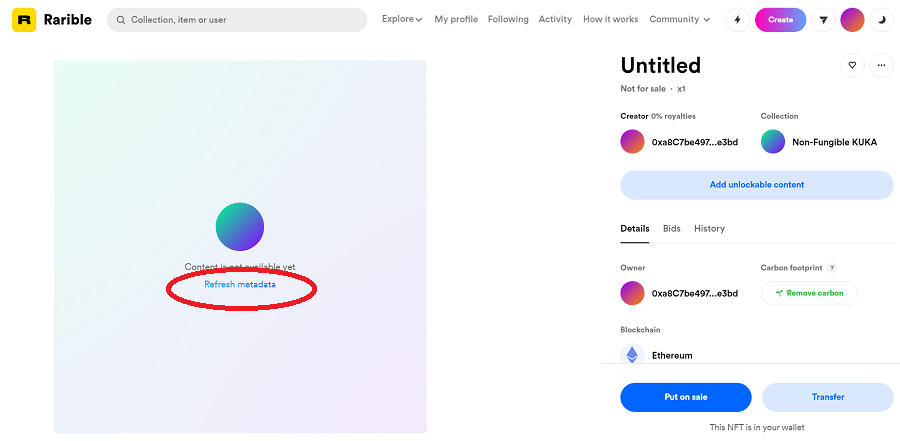 R Rarible
Collection, item or user
Explore My profile Following Activity How it works Community
Create
Untitled
Not for sale · x1
Creator 0% royalties
0xa8C7be497...e3bd
Collection
Non-Fungible KUKA
Add unlockable content
Details Bids History
Owner
0xa8C7be497...e3bd
Carbon footprint ?
Remove carbon
Blockchain
Ethereum
Put on sale
Transfer
This NFT is in your wallet
Content is not available yet
Refresh metadata